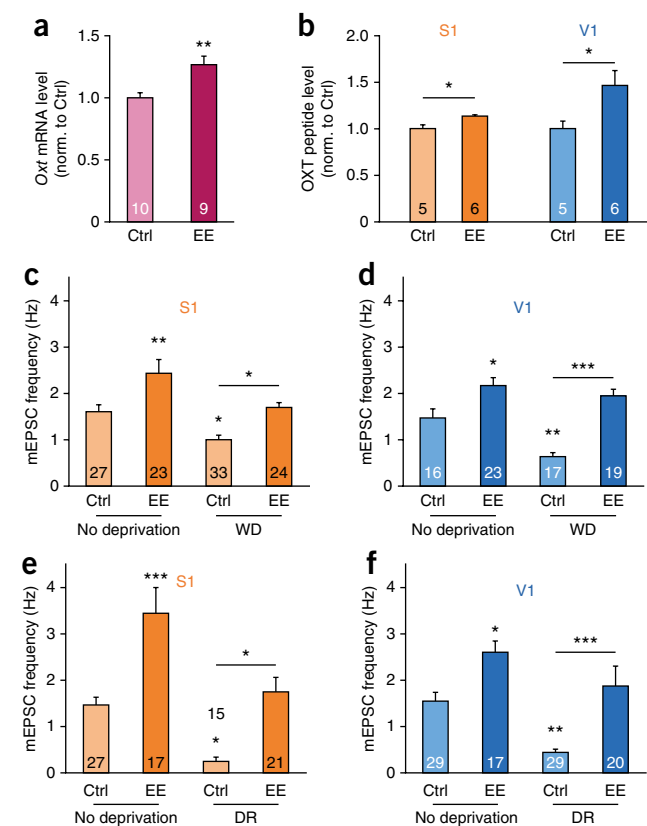 a
1.5
1.0
0.5
0
Oxt mRNA level
(norm. to Ctrl)
**
10
9
Ctrl
EE
b
2.0
1.5
1.0
0.5
0
OXT peptide level
(norm. to Ctrl)
S1
V1
*
*
5
6
5
6
Ctrl
EE
Ctrl
EE
c
4
3
2
1
0
mEPSC frequency (Hz)
S1
**
*
*
27
23
33
24
Ctrl
EE
Ctrl
EE
No deprivation
WD
d
4
3
2
1
0
mEPSC frequency (Hz)
V1
*
***
**
16
23
17
19
Ctrl
EE
Ctrl
EE
No deprivation
WD
e
4
3
2
1
0
mEPSC frequency (Hz)
S1
***
*
15
*
27
17
21
Ctrl
EE
Ctrl
EE
No deprivation
DR
f
4
3
2
1
0
mEPSC frequency (Hz)
V1
*
***
**
29
17
29
20
Ctrl
EE
Ctrl
EE
No deprivation
DR